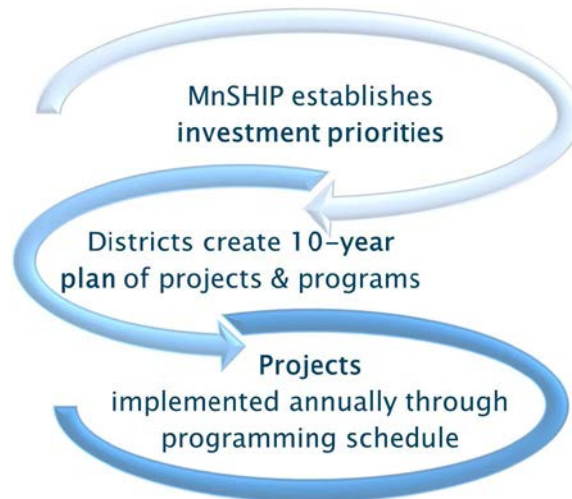 MnSHIP establishes
investment priorities
Districts create 10-year
plan of projects & programs
Projects
implemented annually through
programming schedule